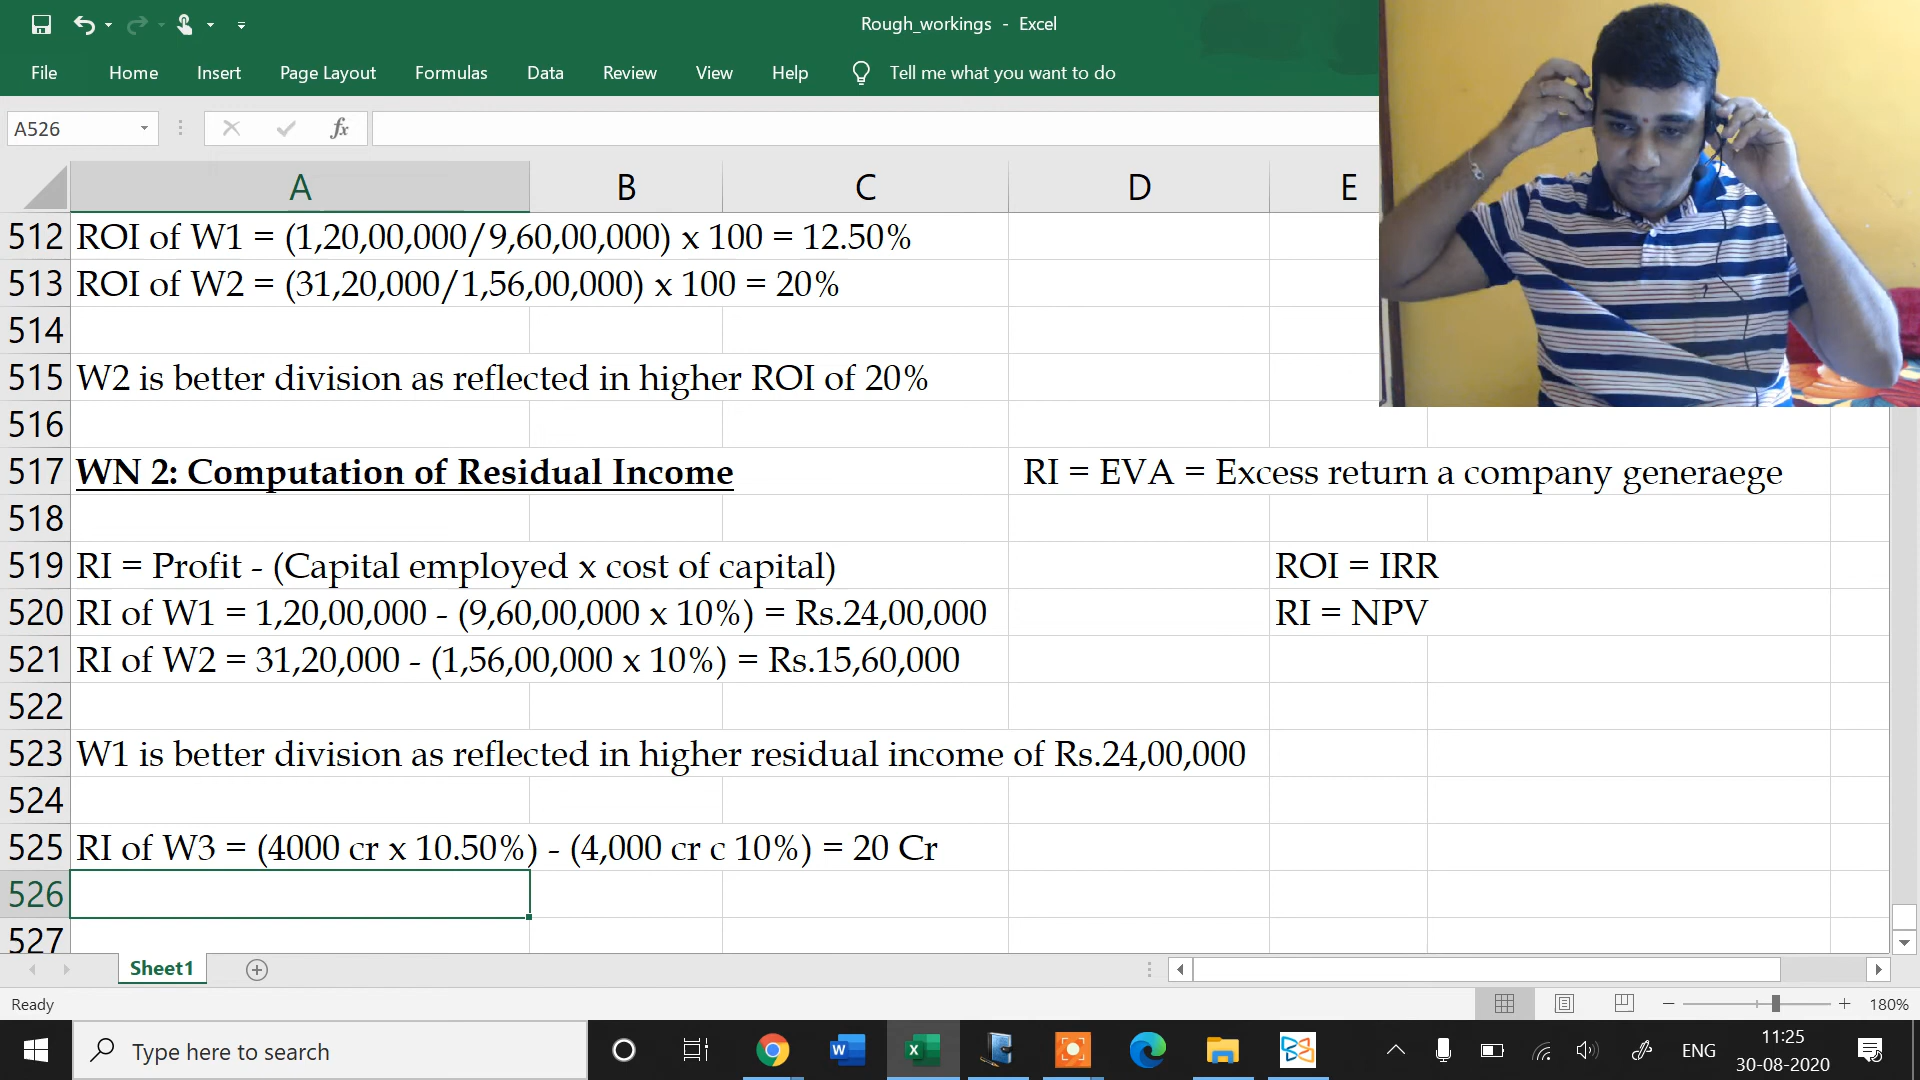 Rough_workings - Excel
File Home Insert Page Layout Formulas Data Review View Help Tell me what you want to do
A526 fx
A B C D E
512 ROI of W1 = (1,20,00,000/9,60,00,000) x 100 = 12.50%
513 ROI of W2 = (31,20,000/1,56,00,000) x 100 = 20%
514
515 W2 is better division as reflected in higher ROI of 20%
516
517 WN 2: Computation of Residual Income RI = EVA = Excess return a company generaege
518
519 RI = Profit - (Capital employed x cost of capital) ROI = IRR
520 RI of W1 = 1,20,00,000 - (9,60,00,000 x 10%) = Rs.24,00,000 RI = NPV
521 RI of W2 = 31,20,000 - (1,56,00,000 x 10%) = Rs.15,60,000
522
523 W1 is better division as reflected in higher residual income of Rs.24,00,000
524
525 RI of W3 = (4000 cr x 10.50%) - (4,000 cr c 10%) = 20 Cr
526
527
Sheet1
Ready 180%
Type here to search ENG 11:25
30-08-2020